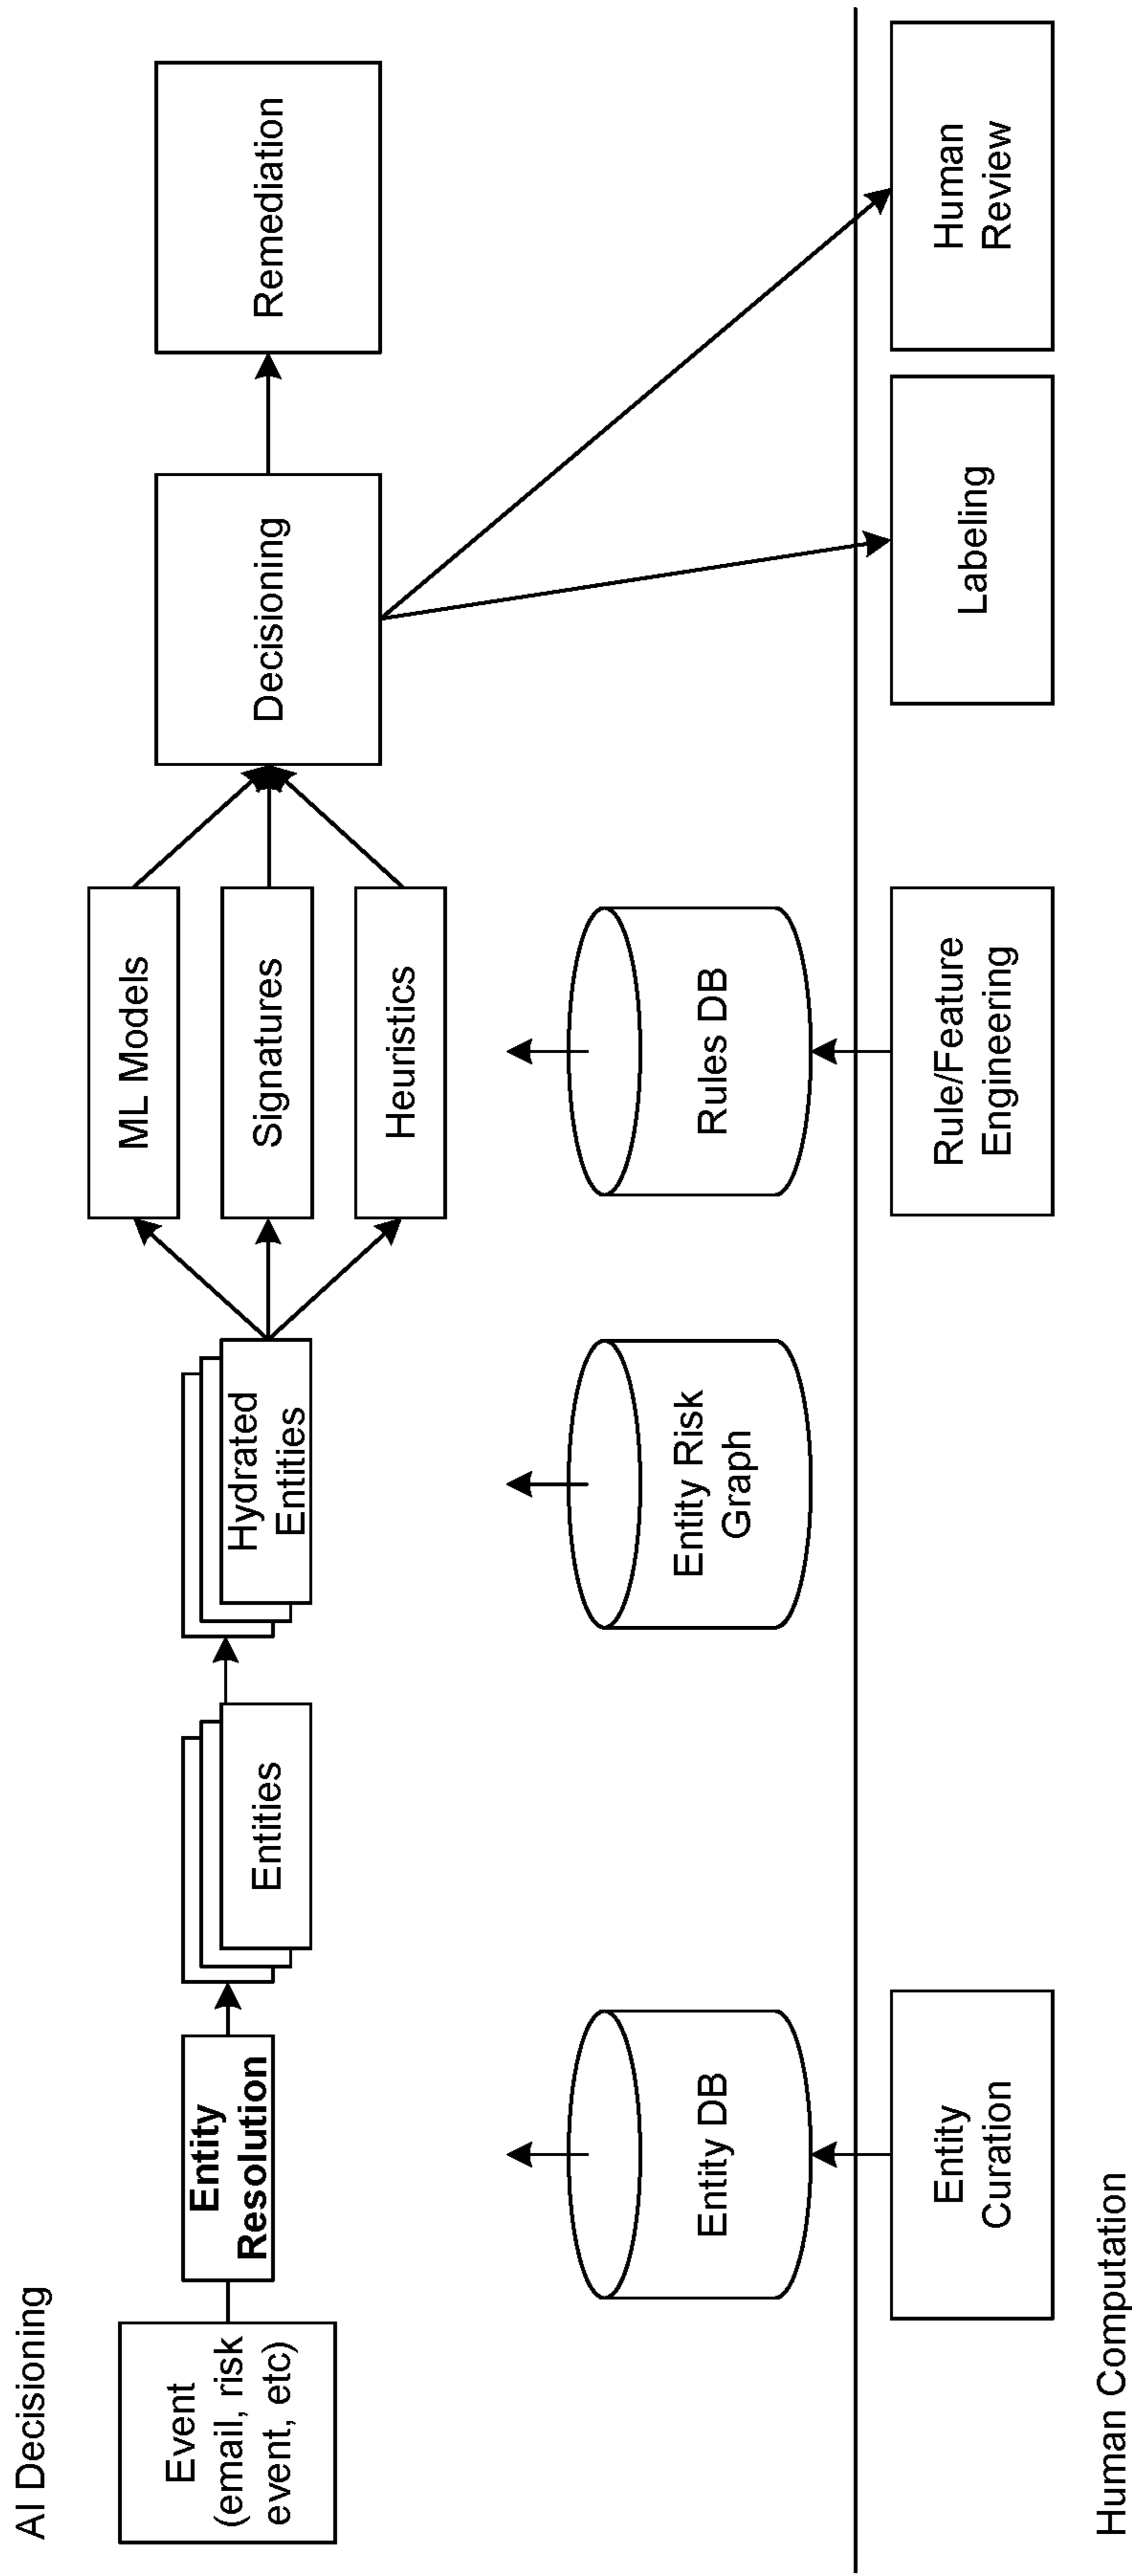 AI Decisioning
Event
(email, risk
event, etc)
Entity
Resolution
Entities
Hydrated
Entities
ML Models
Signatures
Heuristics
Decisioning
Remediation
Entity DB
Entity Risk
Graph
Rules DB
Entity
Curation
Rule/Feature
Engineering
Labeling
Human
Review
Human Computation